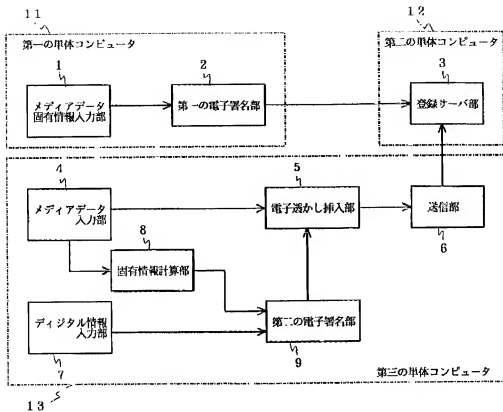 11
12
第一の単体コンピュータ
第二の単体コンピュータ
1
2
3
メディアデータ
固有情報入力部
第一の電子署名部
登録サーバ部
4
5
メディアデータ
入力部
電子透かし挿入部
送信部
6
8
固有情報計算部
ディジタル情報
入力部
7
第二の電子署名部
9
第三の単体コンピュータ
13